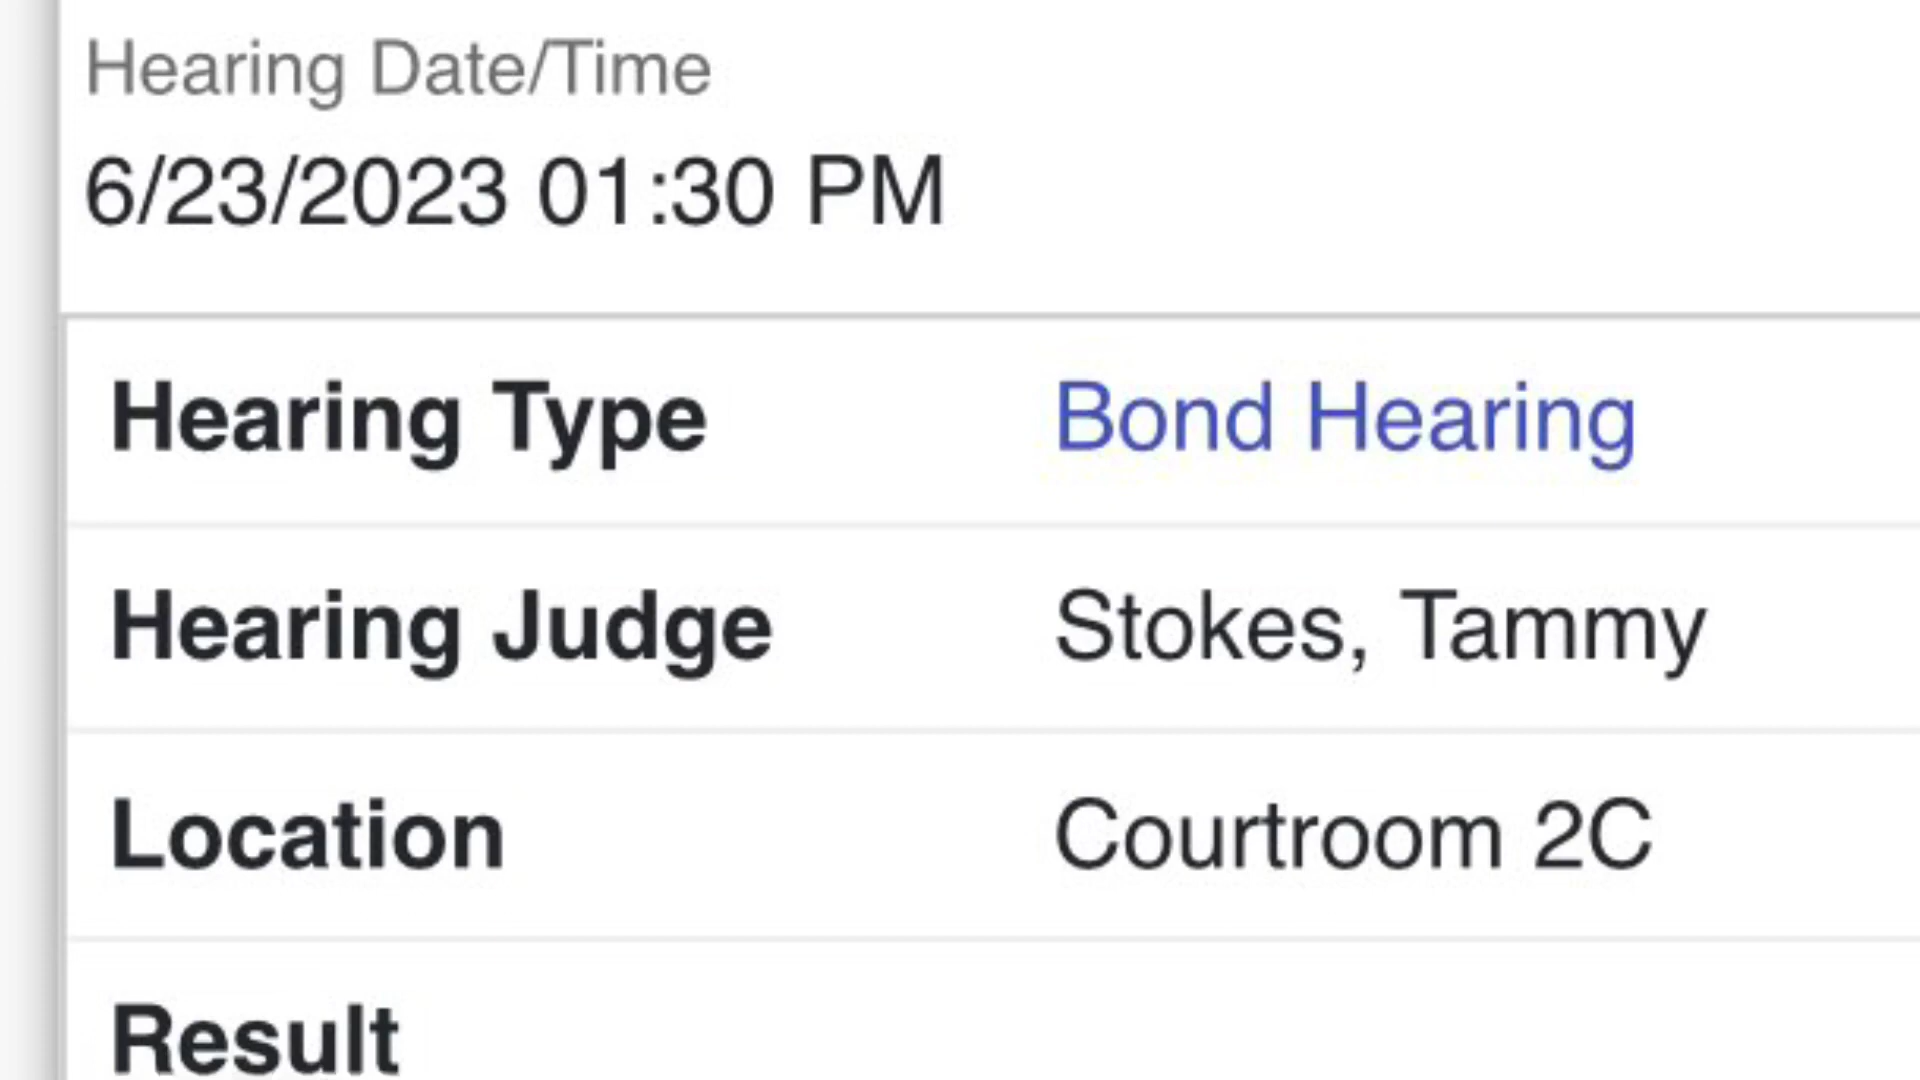 Hearing Date/Time
6/23/2023 01:30 PM
Hearing Type Bond Hearing
Hearing Judge Stokes, Tammy
Location Courtroom 2C
Result